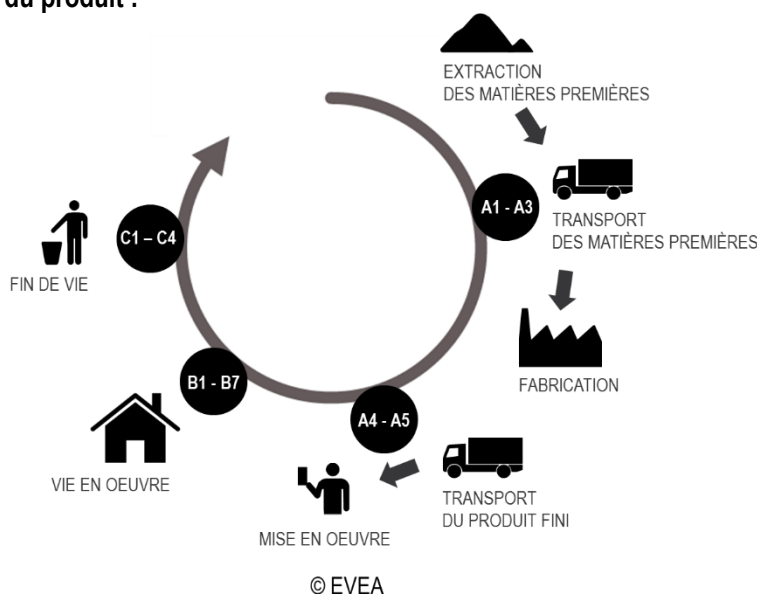 du produit :
EXTRACTION
DES MATIÈRES PREMIÈRES
A1 - A3
TRANSPORT
DES MATIÈRES PREMIÈRES
FABRICATION
A4 - A5
TRANSPORT
DU PRODUIT FINI
MISE EN OEUVRE
B1 - B7
VIE EN OEUVRE
C1 – C4
FIN DE VIE
© EVEA